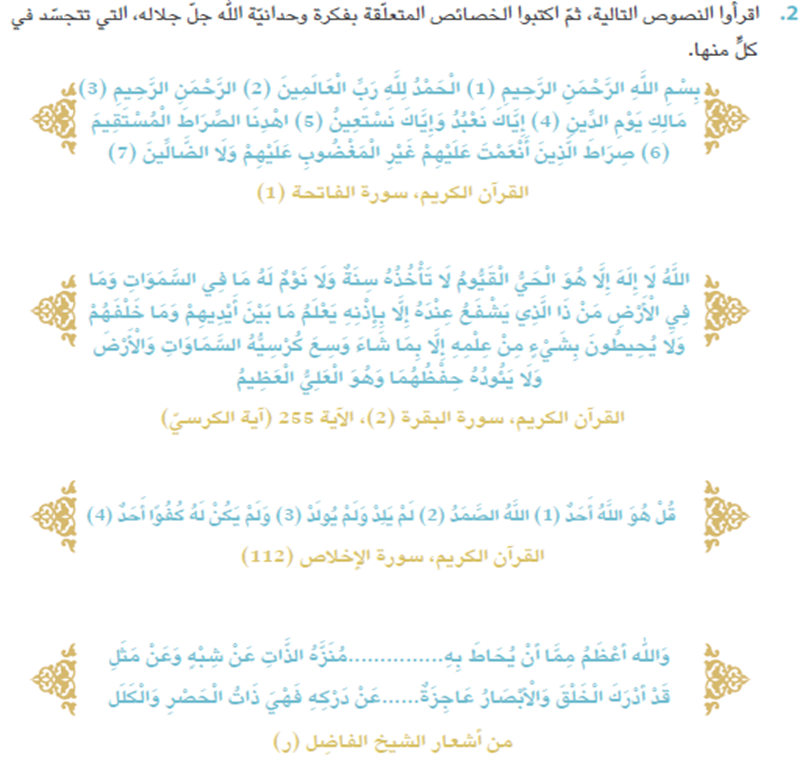 2. اقرأوا النصوص التالية، ثمّ اكتبوا الخصائص المتعلّقة بفكرة وحدانيّة الله جلّ جلاله، التي تتجسّد في
كلٍّ منها.
بِسْمِ اللَّهِ الرَّحْمَنِ الرَّحِيمِ (1) الْحَمْدُ لِلَّهِ رَبِّ الْعَالَمِينَ (2) الرَّحْمَنِ الرَّحِيمِ (3)
مَالِكِ يَوْمِ الدِّينِ (4) إِيَّاكَ نَعْبُدُ وَإِيَّاكَ نَسْتَعِينُ (5) اهْدِنَا الصِّرَاطَ الْمُسْتَقِيمَ
(6) صِرَاطَ الَّذِينَ أَنْعَمْتَ عَلَيْهِمْ غَيْرِ الْمَغْضُوبِ عَلَيْهِمْ وَلَا الضَّالِّينَ (7)
القرآن الكريم، سورة الفاتحة (1)
اللَّهُ لَا إِلَهَ إِلَّا هُوَ الْحَيُّ الْقَيُّومُ لَا تَأْخُذُهُ سِنَةٌ وَلَا نَوْمٌ لَهُ مَا فِي السَّمَوَاتِ وَمَا
فِي الْأَرْضِ مَنْ ذَا الَّذِي يَشْفَعُ عِنْدَهُ إِلَّا بِإِذْنِهِ يَعْلَمُ مَا بَيْنَ أَيْدِيهِمْ وَمَا خَلْفَهُمْ
وَلَا يُحِيطُونَ بِشَيْءٍ مِنْ عِلْمِهِ إِلَّا بِمَا شَاءَ وَسِعَ كُرْسِيُّهُ السَّمَاوَاتِ وَالْأَرْضَ
وَلَا يَئُودُهُ حِفْظُهُمَا وَهُوَ الْعَلِيُّ الْعَظِيمُ
القرآن الكريم، سورة البقرة (2)، الآية 255 (آية الكرسيّ)
قُلْ هُوَ اللَّهُ أَحَدٌ (1) اللَّهُ الصَّمَدُ (2) لَمْ يَلِدْ وَلَمْ يُولَدْ (3) وَلَمْ يَكُنْ لَهُ كُفُوًا أَحَدٌ (4)
القرآن الكريم، سورة الإخلاص (112)
وَالله أعْظَمُ مِمَّا أنْ يُحَاطَ بِهِ...............مُنَزَّهُ الذَّاتِ عَنْ شِبْهٍ وَعَنْ مَثَلِ
قَدْ أدْرَكَ الْخَلْقَ وَالْأبْصَارُ عَاجِزَةٌ......عَنْ دَرْكِهِ فَهْيَ ذَاتُ الْحَصْرِ وَالْكَلَل
من أشعار الشيخ الفاضِل (ر)